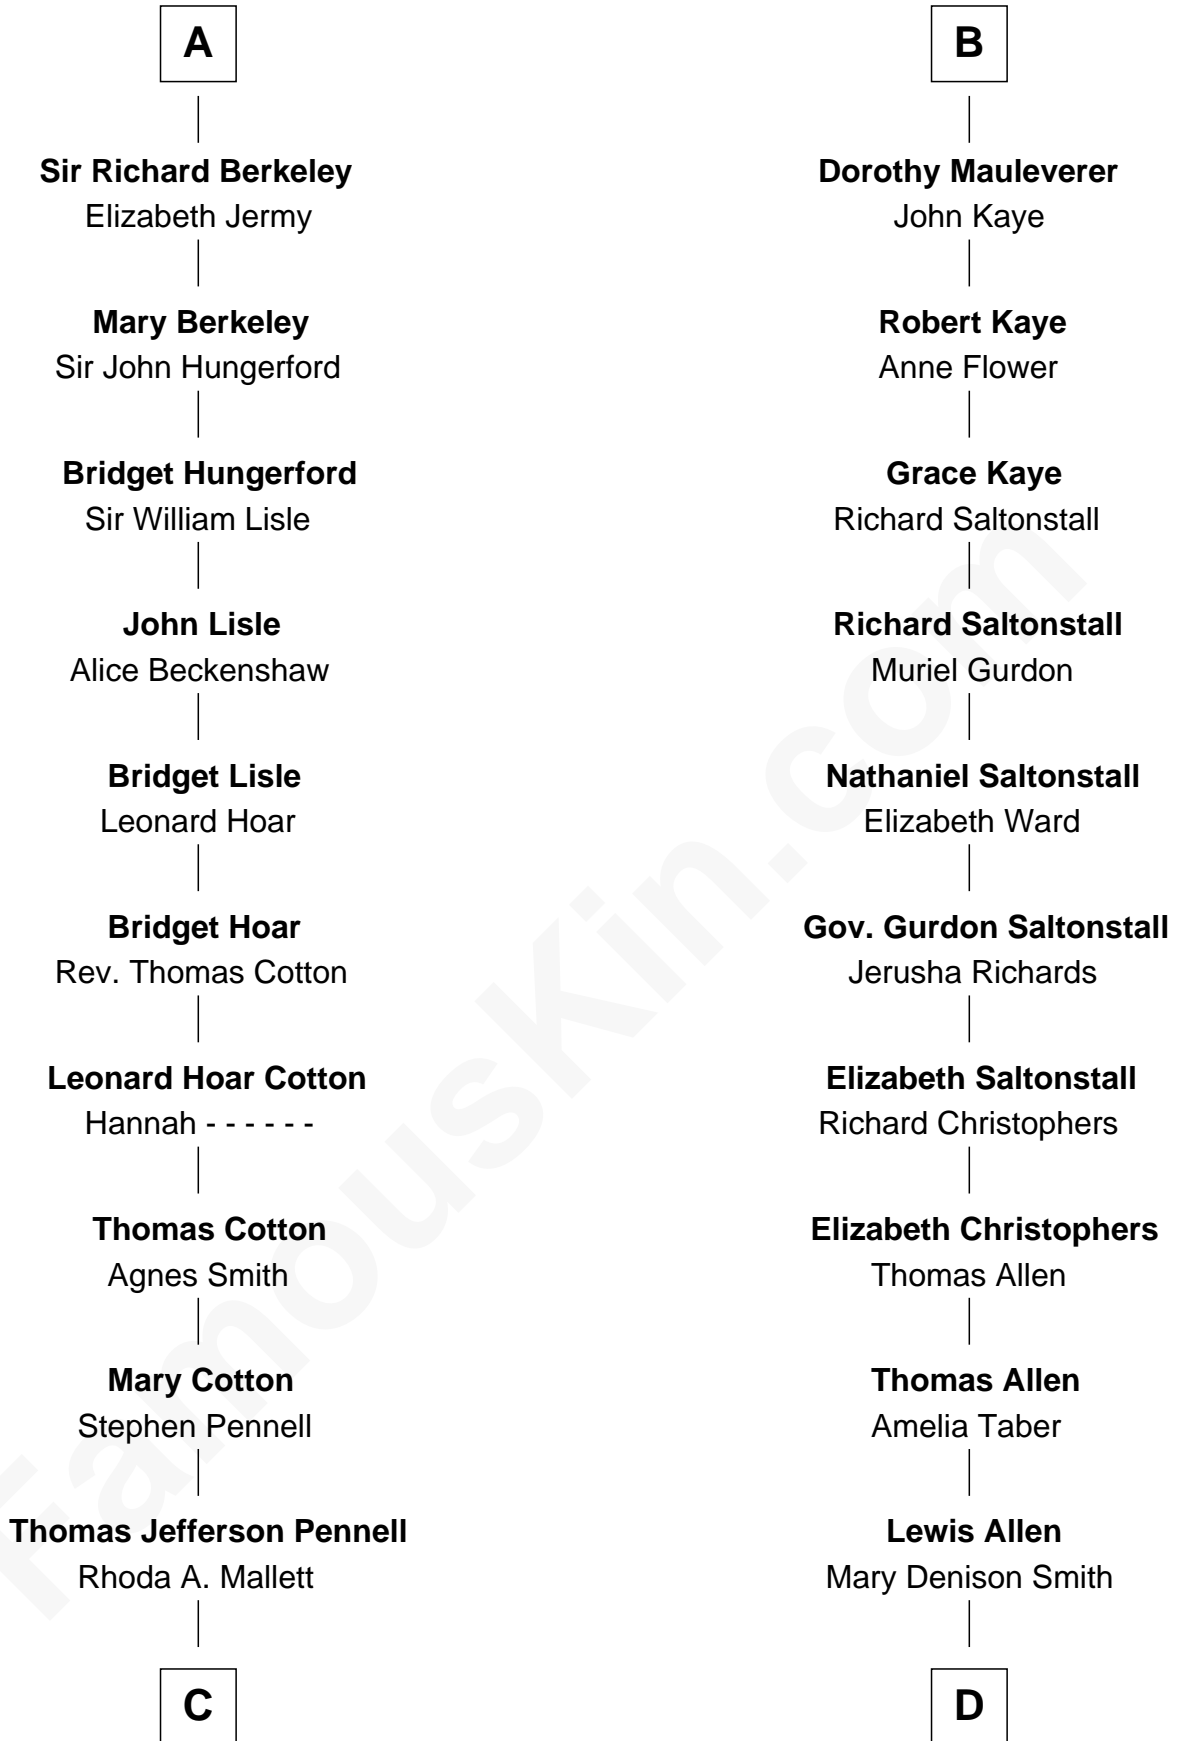 A
Sir Richard Berkeley
Elizabeth Jermy
Mary Berkeley
Sir John Hungerford
Bridget Hungerford
Sir William Lisle
John Lisle
Alice Beckenshaw
Bridget Lisle
Leonard Hoar
Bridget Hoar
Rev. Thomas Cotton
Leonard Hoar Cotton
Hannah - - - - - -
Thomas Cotton
Agnes Smith
Mary Cotton
Stephen Pennell
Thomas Jefferson Pennell
Rhoda A. Mallett
C
B
Dorothy Mauleverer
John Kaye
Robert Kaye
Anne Flower
Grace Kaye
Richard Saltonstall
Richard Saltonstall
Muriel Gurdon
Nathaniel Saltonstall
Elizabeth Ward
Gov. Gurdon Saltonstall
Jerusha Richards
Elizabeth Saltonstall
Richard Christophers
Elizabeth Christophers
Thomas Allen
Thomas Allen
Amelia Taber
Lewis Allen
Mary Denison Smith
D
FamousKin.com